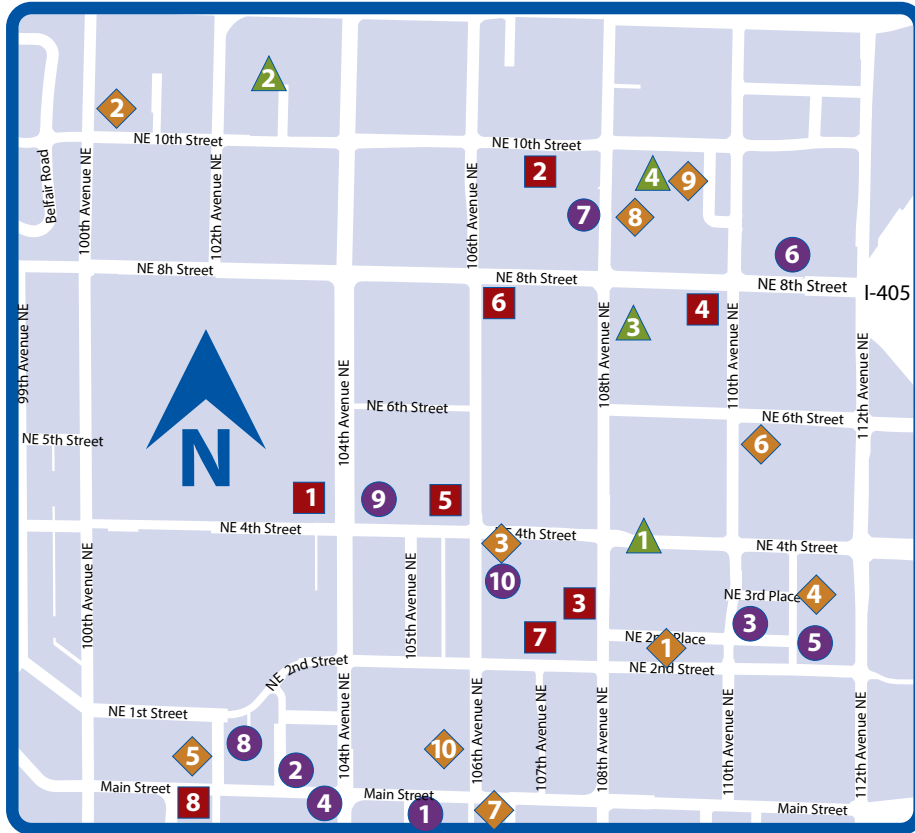 2
2
NE 10th Street
NE 10th Street
Belfair Road
100th Avenue NE
102th Avenue NE
106th Avenue NE
2
4
9
7
8
6
NE 8h Street
NE 8th Street
NE 8th Street
I-405
6
4
3
99th Avenue NE
104th Avenue NE
108th Avenue NE
110th Avenue NE
112th Avenue NE
NE 6th Street
NE 6th Street
NE 5th Street
N
6
1
9
5
NE 4th Street
NE 4th Street
NE 4th Street
3
1
100th Avenue NE
105th Avenue NE
10
3
7
NE 3rd Place
4
3
5
NE 2nd Place
1
NE 2nd Street
NE 2nd Street
NE 1st Street
104th Avenue NE
106th Avenue NE
107th Avenue NE
108th Avenue NE
110th Avenue NE
112th Avenue NE
5
8
2
10
Main Street
Main Street
Main Street
8
4
1
7